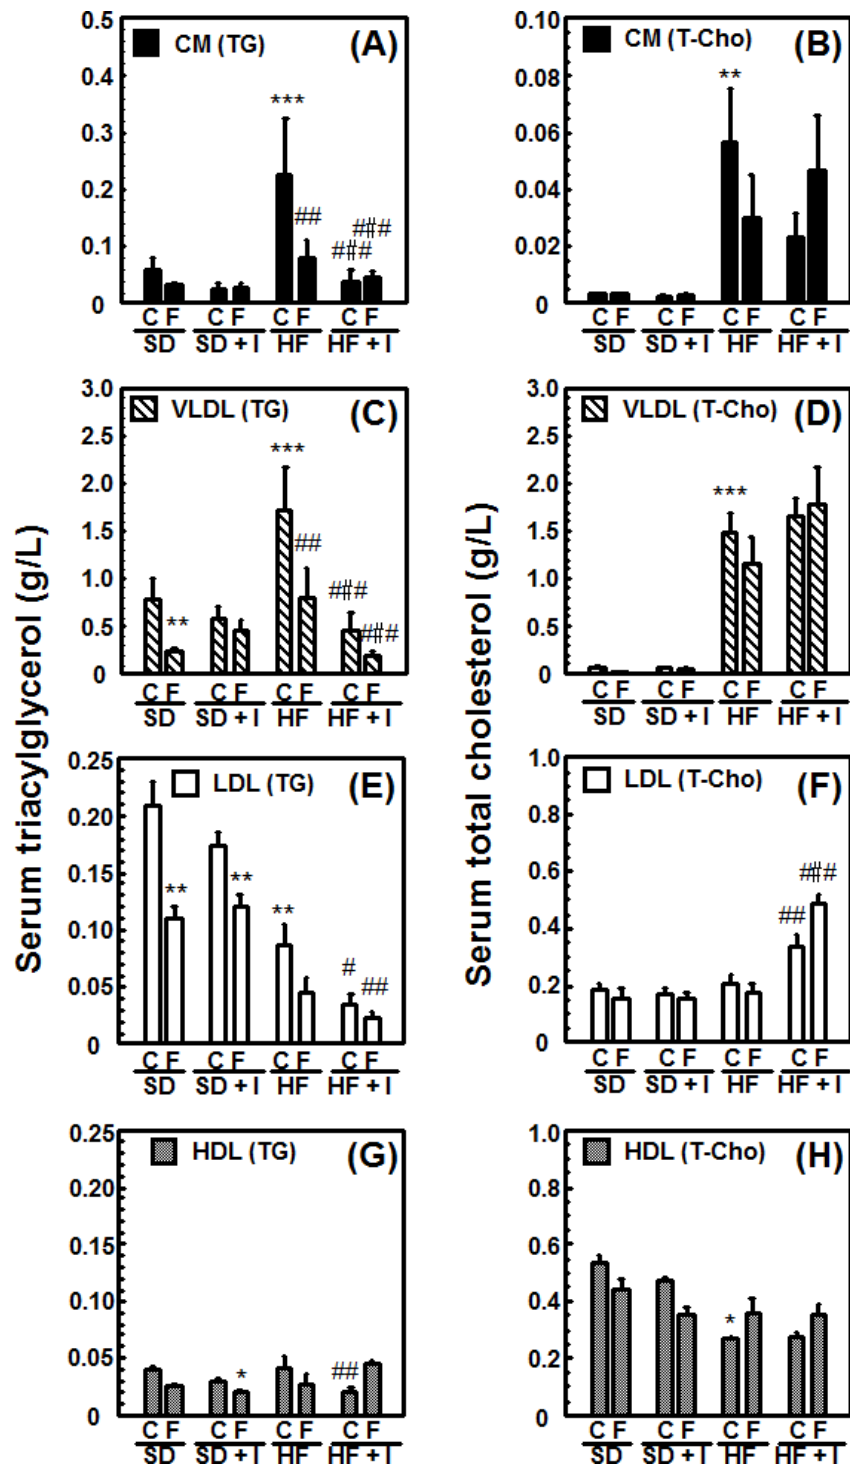 0.5
CM (TG)
(A)
0.4
0.3
***
0.2
##
###
0.1
###
0
C F C F C F C F
SD SD + I HF HF + I
0.10
CM (T-Cho)
(B)
0.08
**
0.06
0.04
0.02
0
C F C F C F C F
SD SD + I HF HF + I
3.0
VLDL (TG)
(C)
2.5
***
2.0
1.5
##
1.0
###
0.5
**
###
0
C F C F C F C F
SD SD + I HF HF + I
3.0
VLDL (T-Cho)
(D)
2.5
2.0
***
1.5
1.0
0.5
0
C F C F C F C F
SD SD + I HF HF + I
Serum triacylglycerol (g/L)
Serum total cholesterol (g/L)
0.25
LDL (TG)
(E)
0.20
0.15
** ** **
0.10
# ##
0.05
0
C F C F C F C F
SD SD + I HF HF + I
1.0
LDL (T-Cho)
(F)
0.8
0.6
###
##
0.4
0.2
0
C F C F C F C F
SD SD + I HF HF + I
0.25
HDL (TG)
(G)
0.20
0.15
0.10
0.05
* ##
0
C F C F C F C F
SD SD + I HF HF + I
1.0
HDL (T-Cho)
(H)
0.8
0.6
0.4
*
0.2
0
C F C F C F C F
SD SD + I HF HF + I